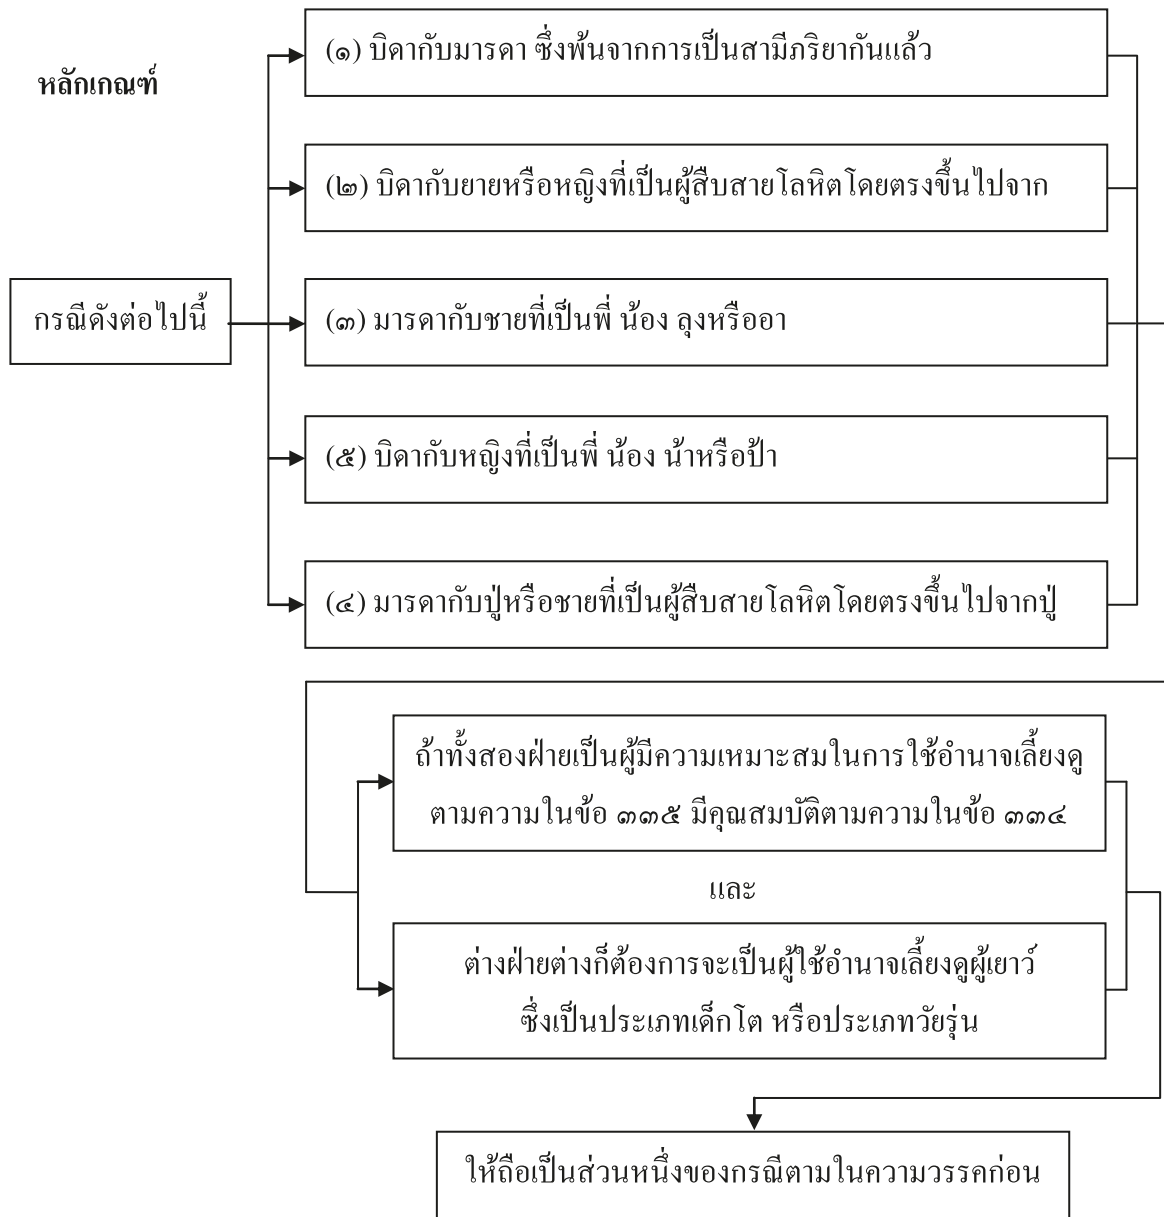 หลักเกณฑ์
กรณีดังต่อไปนี้
(๑) บิดากับมารดา ซึ่งพ้นจากการเป็นสามีภริยากันแล้ว
(๒) บิดากับยายหรือหญิงที่เป็นผู้สืบสายโลหิตโดยตรงขึ้นไปจาก
(๓) มารดากับชายที่เป็นพี่ น้อง ลุงหรืออา
(๕) บิดากับหญิงที่เป็นพี่ น้อง น้าหรือป้า
(๔) มารดากับปู่หรือชายที่เป็นผู้สืบสายโลหิตโดยตรงขึ้นไปจากปู่
ถ้าทั้งสองฝ่ายเป็นผู้มีความเหมาะสมในการใช้อำนาจเลี้ยงดู
ตามความในข้อ ๓๓๕ มีคุณสมบัติตามความในข้อ ๓๓๔
และ
ต่างฝ่ายต่างก็ต้องการจะเป็นผู้ใช้อำนาจเลี้ยงดูผู้เยาว์
ซึ่งเป็นประเภทเด็กโต หรือประเภทวัยรุ่น
ให้ถือเป็นส่วนหนึ่งของกรณีตามในความวรรคก่อน